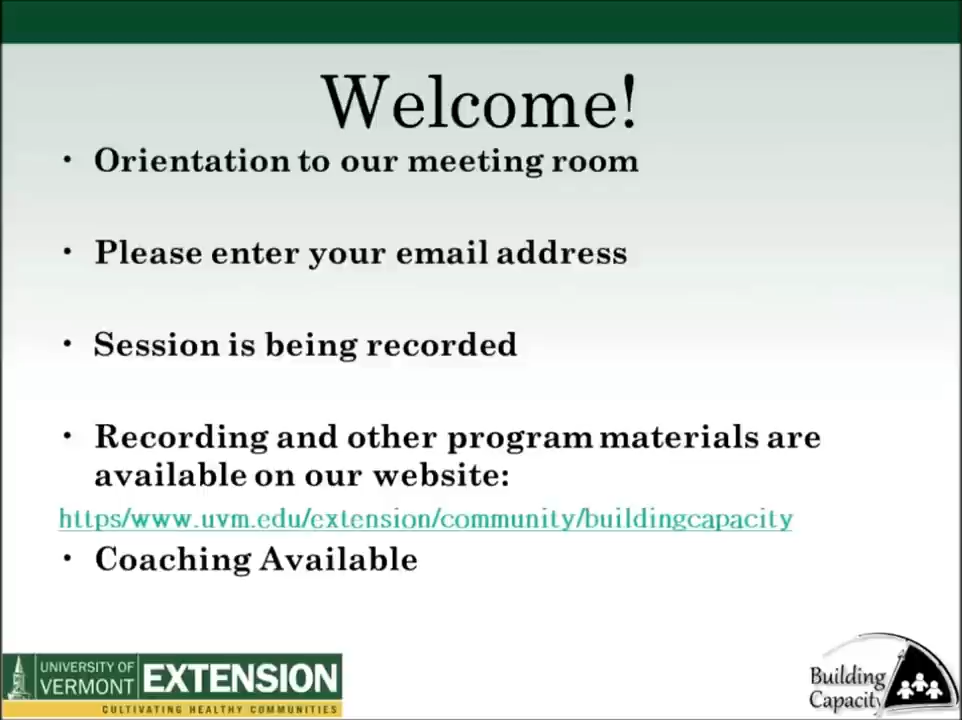 Welcome!
• Orientation to our meeting room
• Please enter your email address
• Session is being recorded
• Recording and other program materials are
available on our website:
https/www.uvm.edu/extension/community/buildingcapacity
• Coaching Available
UNIVERSITY OF
VERMONT EXTENSION
CULTIVATING HEALTHY COMMUNITIES
Building
Capacity